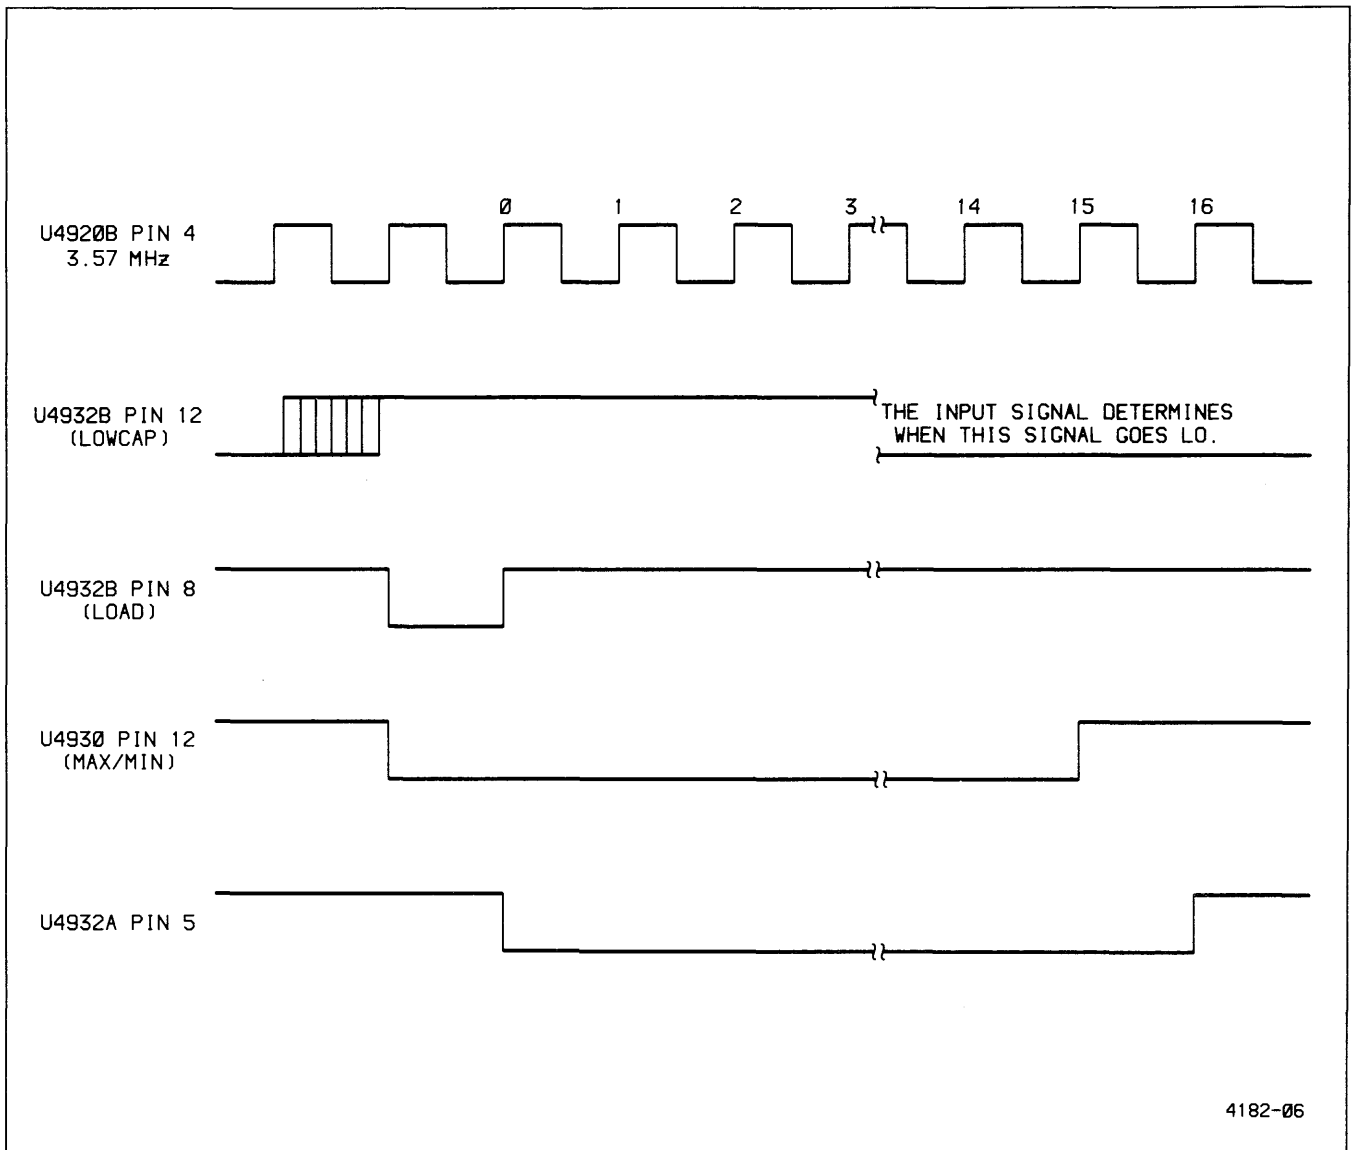 0 1 2 3 14 15 16
U4920B PIN 4
3.57 MHz
U4932B PIN 12
(LOWCAP)
THE INPUT SIGNAL DETERMINES
WHEN THIS SIGNAL GOES LO.
U4932B PIN 8
(LOAD)
U4930 PIN 12
(MAX/MIN)
U4932A PIN 5
4182-06